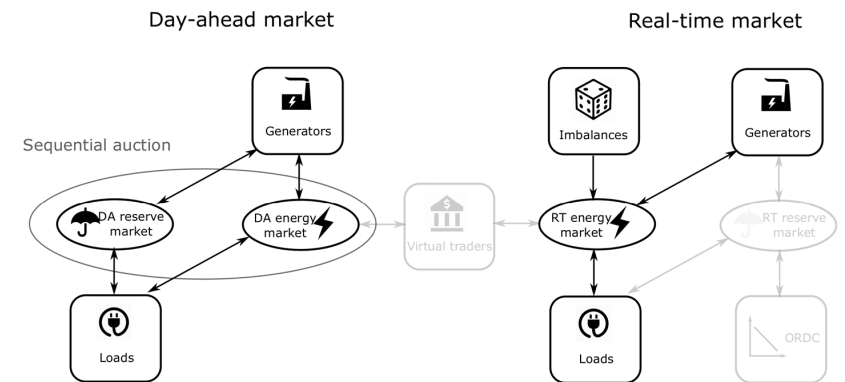 Day-ahead market
Real-time market
Generators
Imbalances
Generators
Sequential auction
DA reserve
market
DA energy
market
Virtual traders
RT energy
market
RT reserve
market
Loads
Loads
ORDC